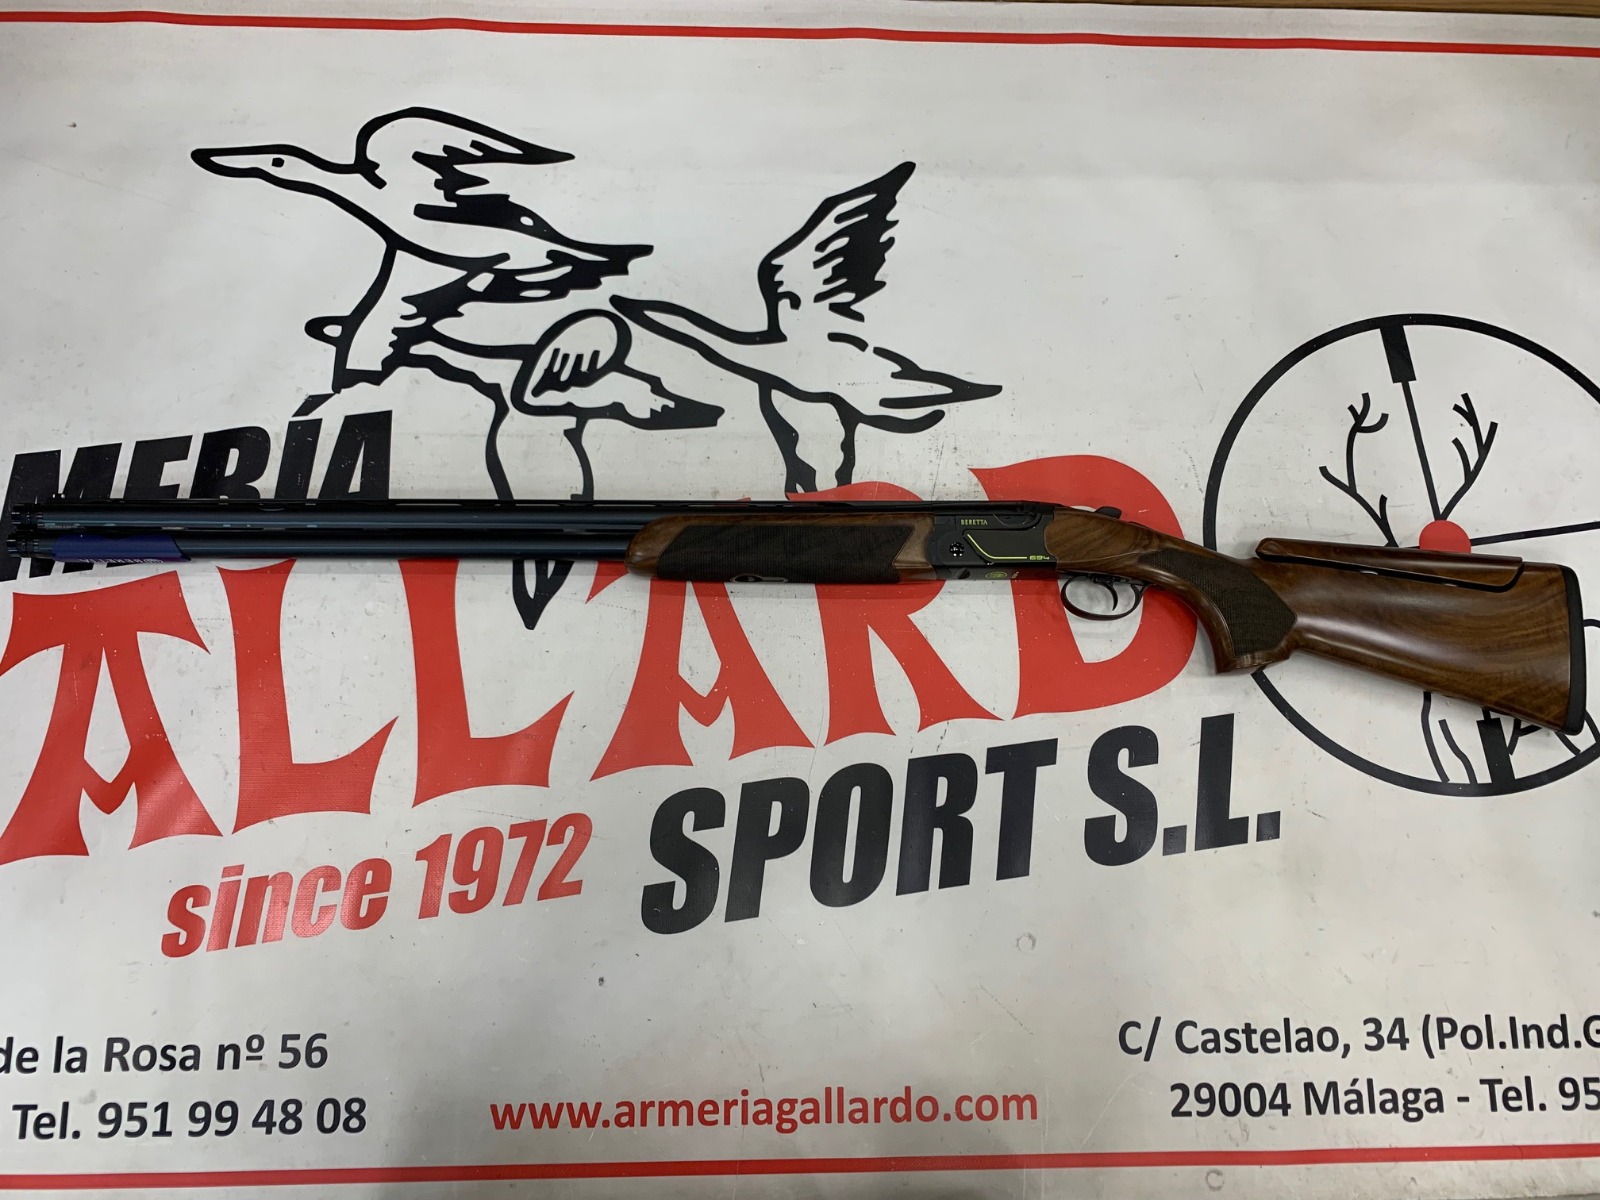 MERÍA
ALLARD
SPORT S.L.
since 1972
BERETTA
694
de la Rosa nº 56
Tel. 951 99 48 08
www.armeriagallardo.com
C/ Castelao, 34 (Pol.Ind.G
29004 Málaga - Tel. 95